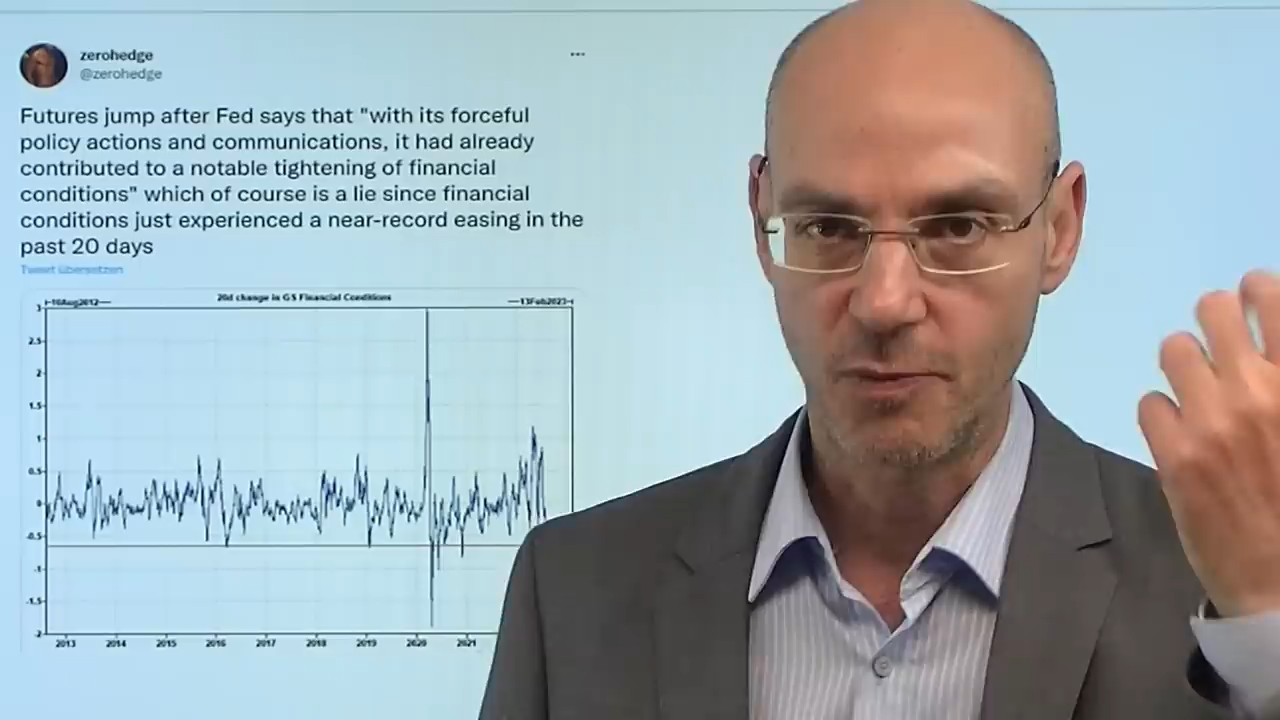 zerohedge
@zerohedge
Futures jump after Fed says that "with its forceful
policy actions and communications, it had already
contributed to a notable tightening of financial
conditions" which of course is a lie since financial
conditions just experienced a near-record easing in the
past 20 days
Tweet übersetzen
10Aug2012 20d change in GS Financial Conditions
3
2.5
2
1.5
1
0.5
0
-0.5
-1
-1.5
-2
2013 2014 2015 2016 2017 2018 2019 2020 2021